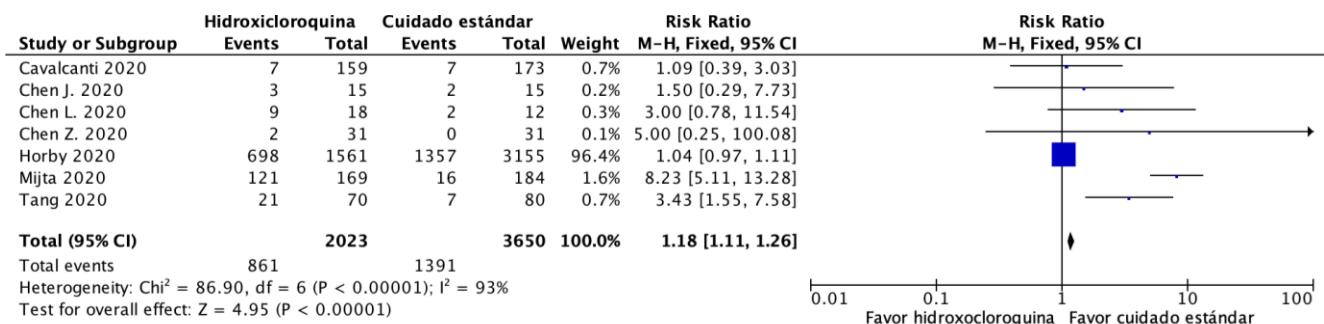 Hidroxicloroquina Cuidado estándar Risk Ratio Risk Ratio
Study or Subgroup Events Total Events Total Weight M-H, Fixed, 95% CI M-H, Fixed, 95% CI
Cavalcanti 2020 7 159 7 173 0.7% 1.09 [0.39, 3.03]
Chen J. 2020 3 15 2 15 0.2% 1.50 [0.29, 7.73]
Chen L. 2020 9 18 2 12 0.3% 3.00 [0.78, 11.54]
Chen Z. 2020 2 31 0 31 0.1% 5.00 [0.25, 100.08]
Horby 2020 698 1561 1357 3155 96.4% 1.04 [0.97, 1.11]
Mijta 2020 121 169 16 184 1.6% 8.23 [5.11, 13.28]
Tang 2020 21 70 7 80 0.7% 3.43 [1.55, 7.58]
Total (95% CI) 2023 3650 100.0% 1.18 [1.11, 1.26]
Total events 861 1391
Heterogeneity: Chi² = 86.90, df = 6 (P < 0.00001); I² = 93%
Test for overall effect: Z = 4.95 (P < 0.00001)
0.01 0.1 1 10 100
Favor hidroxocloroquina Favor cuidado estándar